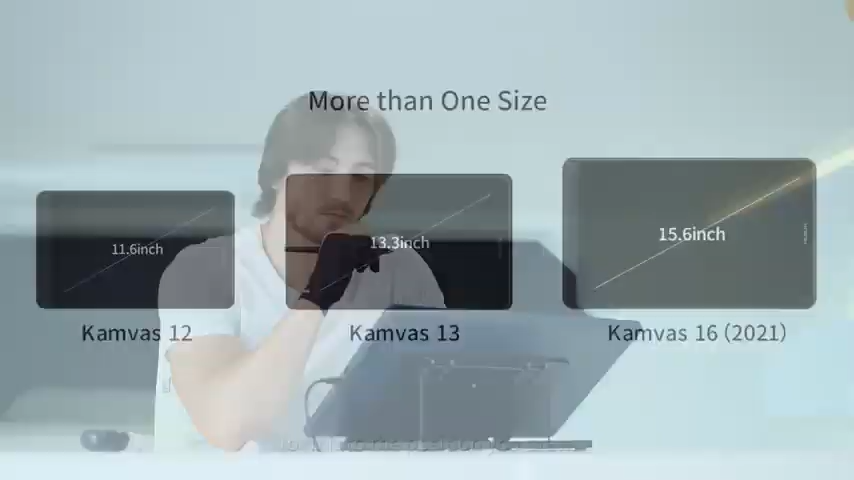 More than One Size
11.6inch
13.3inch
15.6inch
Kamvas 12
Kamvas 13
Kamvas 16 (2021)